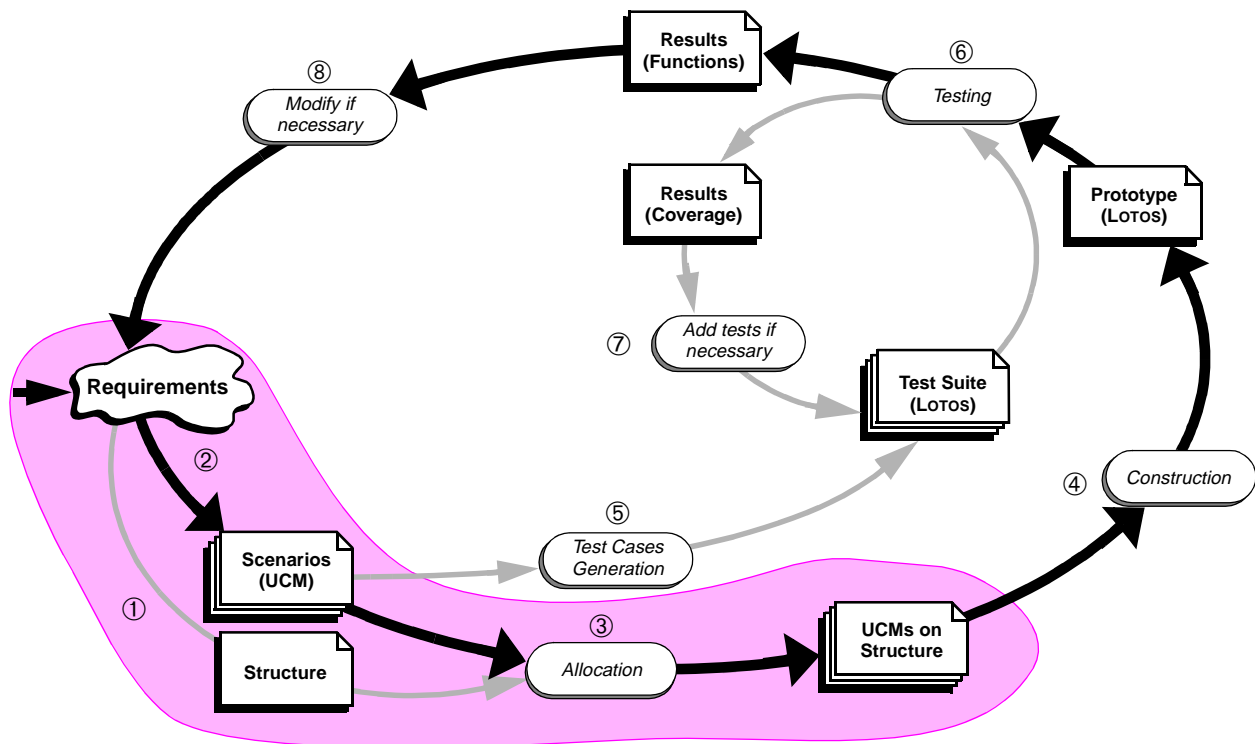 Results
(Functions)
⑥
Testing
⑧
Modify if
necessary
Results
(Coverage)
Prototype
(LOTOS)
⑦
Add tests if
necessary
Test Suite
(LOTOS)
Requirements
②
④
Construction
⑤
Test Cases
Generation
Scenarios
(UCM)
①
③
Allocation
UCMs on
Structure
Structure